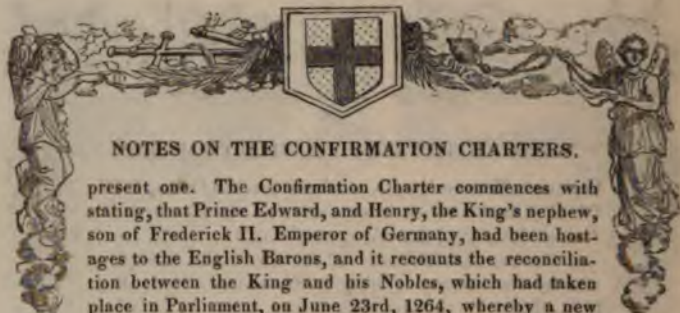 NOTES ON THE CONFIRMATION CHARTERS.
present one. The Confirmation Charter commences with
stating, that Prince Edward, and Henry, the King's nephew,
son of Frederick II. Emperor of Germany, had been host-
ages to the English Barons, and it recounts the reconcilia-
tion between the King and his Nobles, which had taken
place in Parliament, on June 23rd, 1264, whereby a new